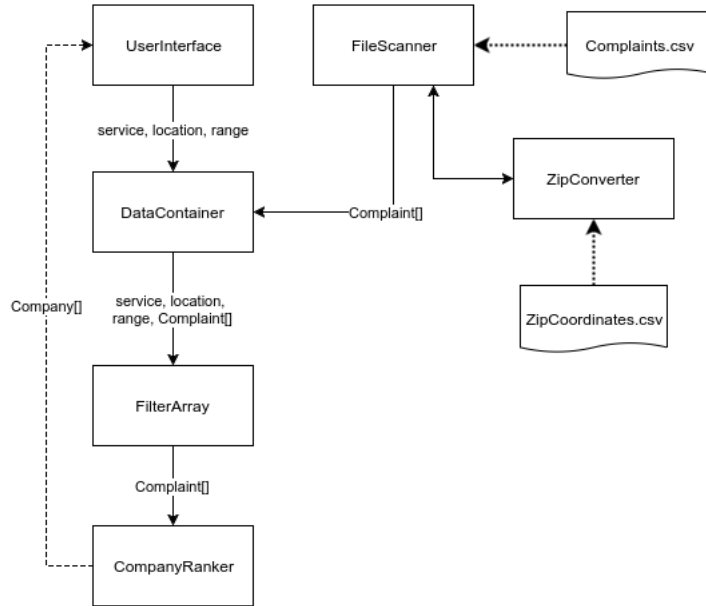 UserInterface
FileScanner
Complaints.csv
service, location, range
ZipConverter
DataContainer
Complaint[]
Company[]
service, location,
range, Complaint[]
ZipCoordinates.csv
FilterArray
Complaint[]
CompanyRanker